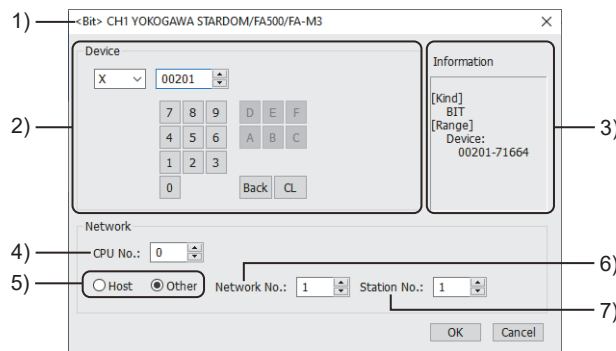 1) <Bit> CH1 YOKOGAWA STARDOM/FA500/FA-M3
Device
Information
X 00201
[Kind]
BIT
[Range]
Device:
00201-71664
7 8 9 D E F
2) 3)
4 5 6 A B C
1 2 3
0 Back CL
Network
4) CPU No.: 0
6)
5) Host Other Network No.: 1 Station No.: 1
7)
OK Cancel